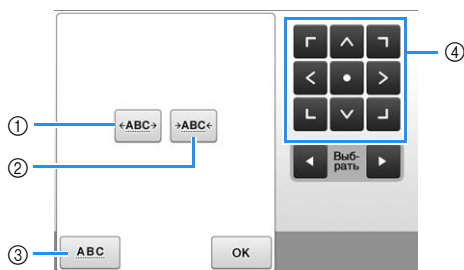 ④
①
←ABC→ →ABC←
②
Выб-
рать
③
ABC OK